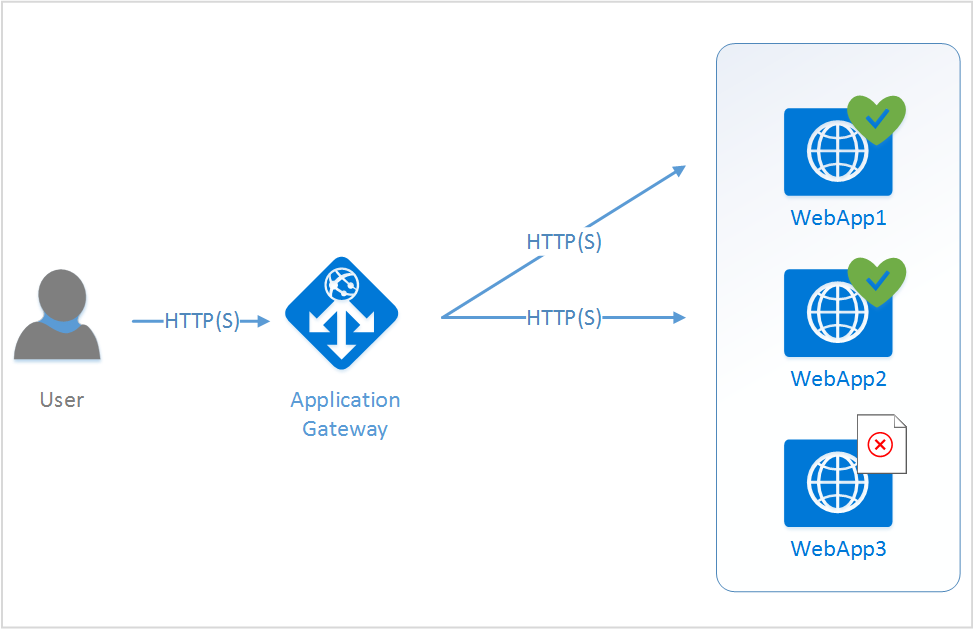 HTTP(S)
User
Application
Gateway
HTTP(S)
HTTP(S)
WebApp1
WebApp2
WebApp3